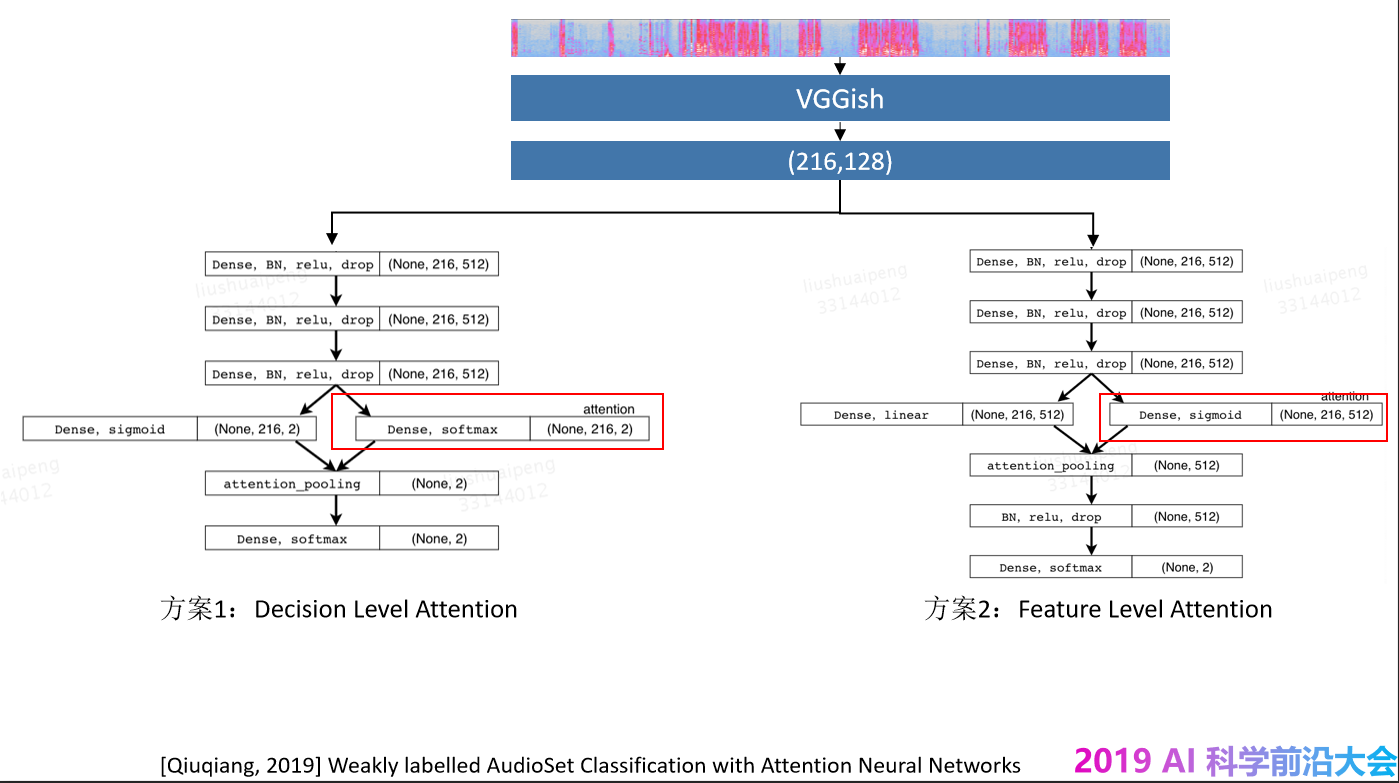 VGGish
(216,128)
Dense, BN, relu, drop (None, 216, 512)
Dense, BN, relu, drop (None, 216, 512)
Dense, BN, relu, drop (None, 216, 512)
attention
Dense, sigmoid (None, 216, 2)
Dense, softmax (None, 216, 2)
attention_pooling (None, 2)
Dense, softmax (None, 2)
方案1：Decision Level Attention
Dense, BN, relu, drop (None, 216, 512)
Dense, BN, relu, drop (None, 216, 512)
Dense, BN, relu, drop (None, 216, 512)
attention
Dense, linear (None, 216, 512)
Dense, sigmoid (None, 216, 512)
attention_pooling (None, 512)
BN, relu, drop (None, 512)
Dense, softmax (None, 2)
方案2：Feature Level Attention
liushuaipeng
33144012
liushuaipeng
33144012
liushuaipeng
33144012
aipeng
44012
uaipeng
33144012
[Qiuqiang, 2019] Weakly labelled AudioSet Classification with Attention Neural Networks
2019 AI 科学前沿大会